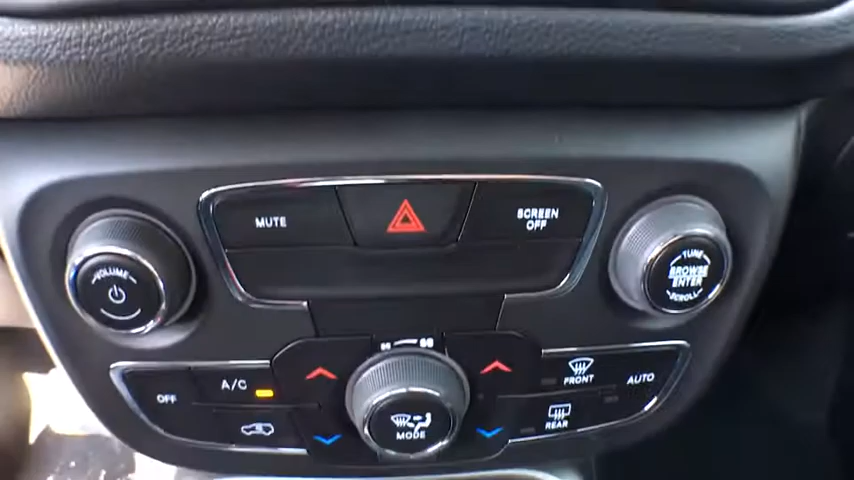 MUTE
SCREEN
OFF
VOLUME
TUNE
BROWSE
ENTER
SCROLL
OFF
A/C
MODE
FRONT
REAR
AUTO